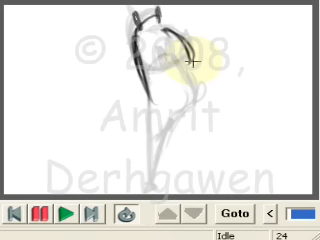 © 2008,
Amrit
Derhgawen
Goto
<
Idle
24